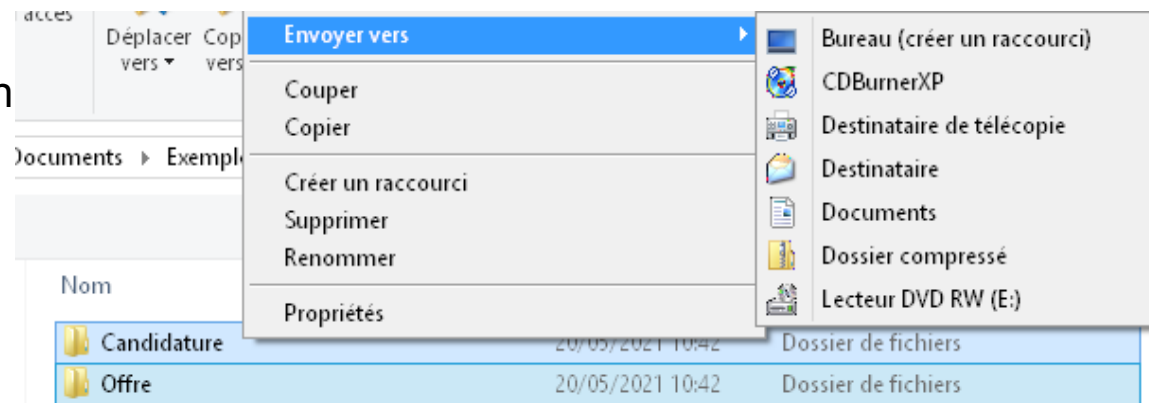 accès
Déplacer Cop
vers vers
n
Documents Exempl
Nom
Envoyer vers
Couper
Copier
Créer un raccourci
Supprimer
Renommer
Propriétés
Bureau (créer un raccourci)
CDBurnerXP
Destinataire de télécopie
Destinataire
Documents
Dossier compressé
Lecteur DVD RW (E:)
Candidature 20/05/2021 10:42 Dossier de fichiers
Offre 20/05/2021 10:42 Dossier de fichiers